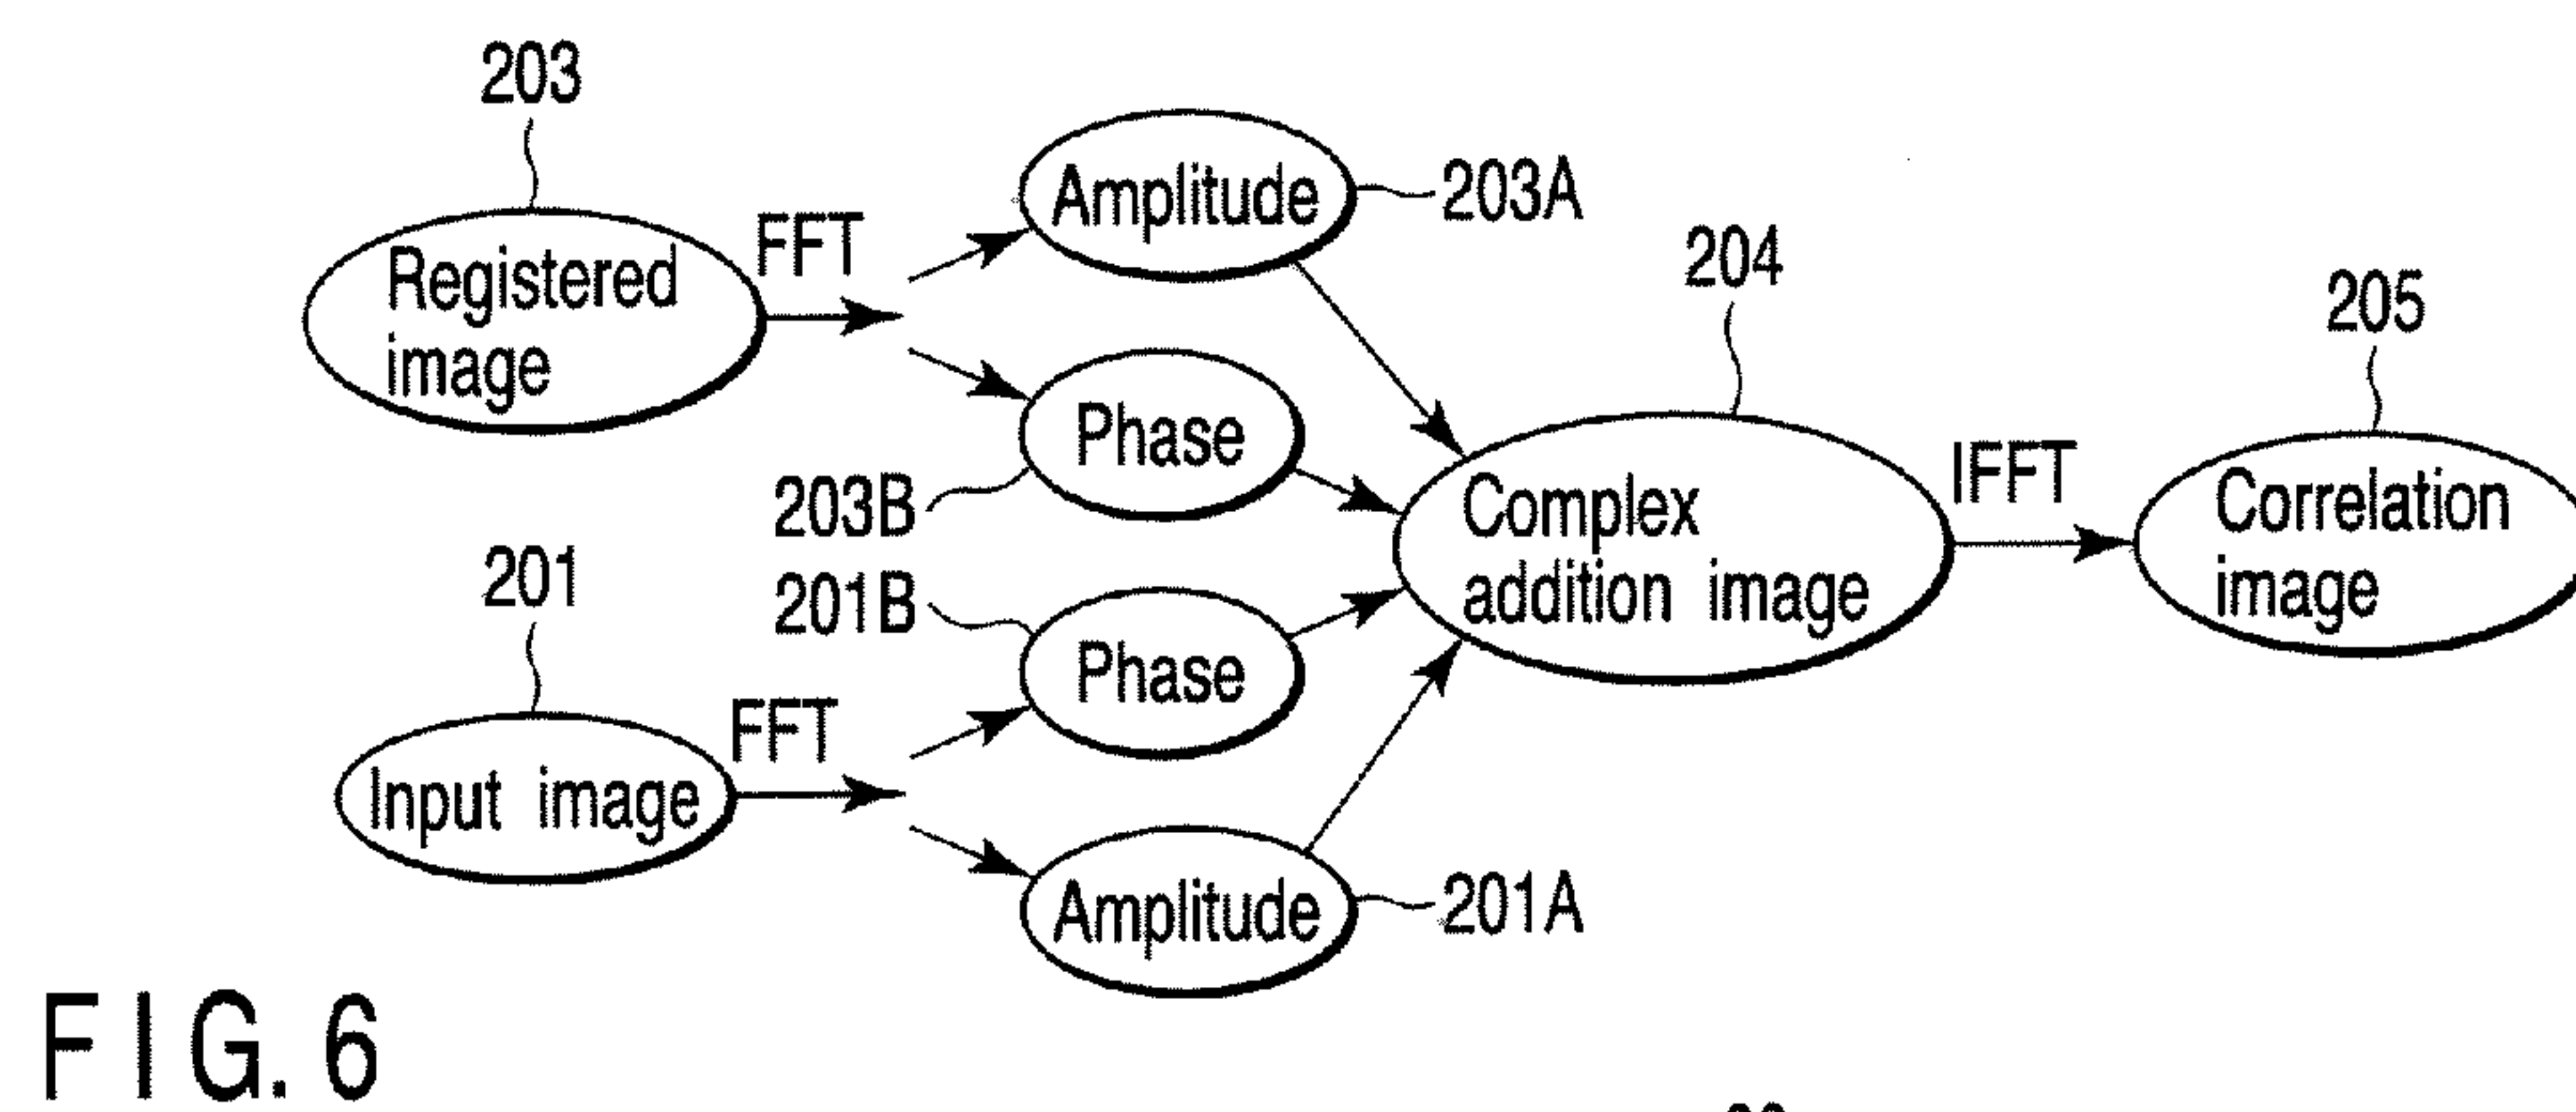 203
Amplitude
203A
FFT
Registered
image
204
205
Phase
203B
Complex
addition image
IFFT
Correlation
image
201
201B
Phase
FFT
Input image
Amplitude
201A
FIG. 6